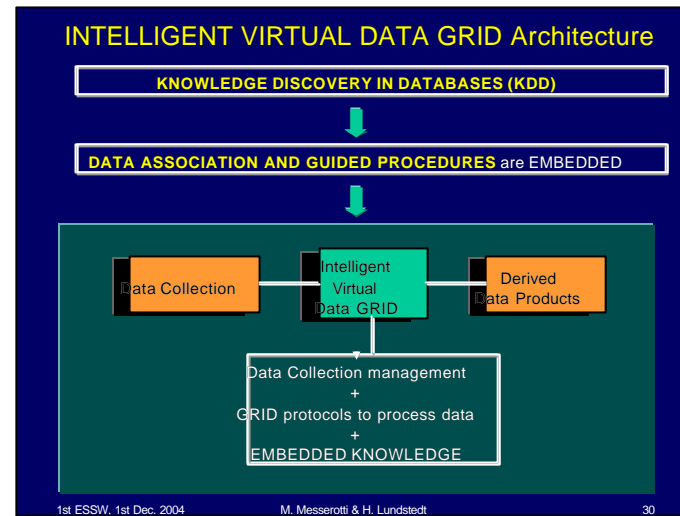 INTELLIGENT VIRTUAL DATA GRID Architecture
KNOWLEDGE DISCOVERY IN DATABASES (KDD)
DATA ASSOCIATION AND GUIDED PROCEDURES are EMBEDDED
Data Collection
Intelligent
Virtual
Data GRID
Derived
Data Products
Data Collection management
+
GRID protocols to process data
+
EMBEDDED KNOWLEDGE
1st ESSW, 1st Dec. 2004 M. Messerotti & H. Lundstedt 30